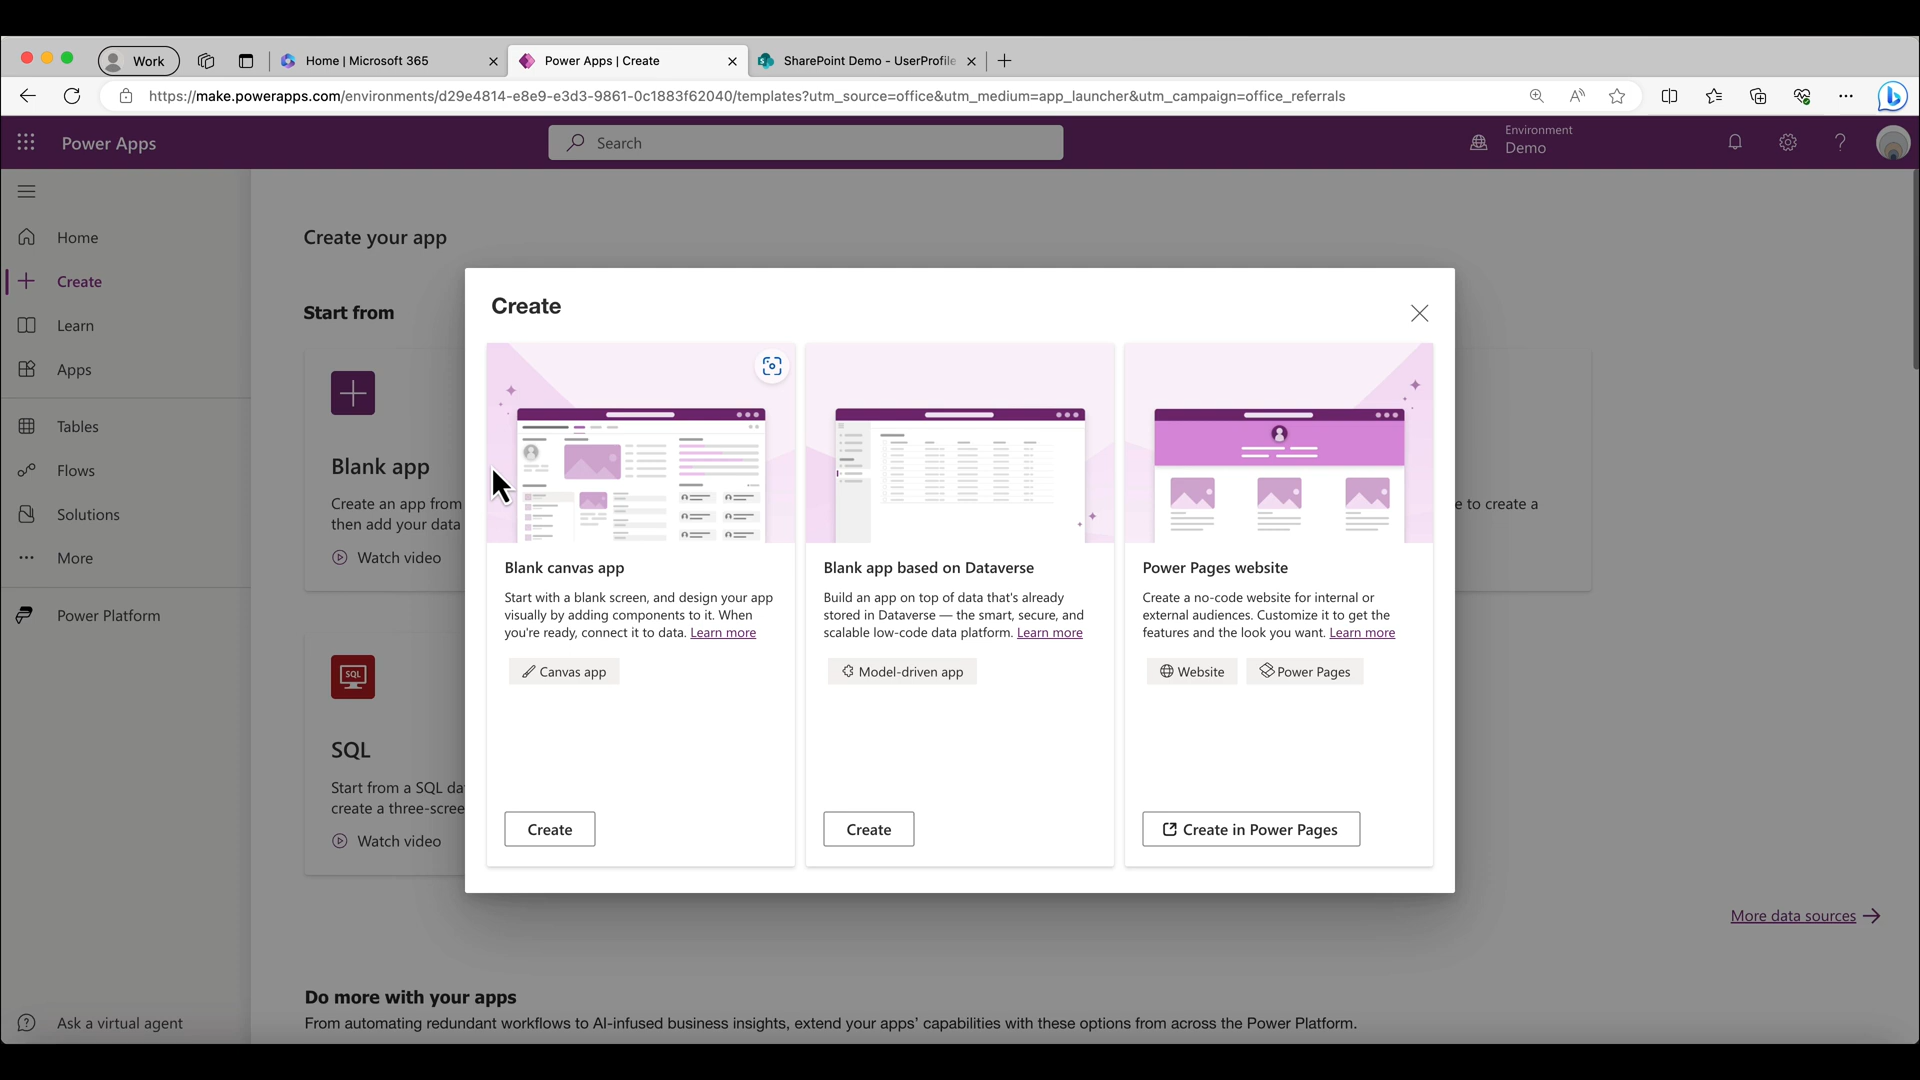 Work
Home | Microsoft 365
Power Apps | Create
SharePoint Demo - UserProfile
https://make.powerapps.com/environments/d29e4814-e8e9-e3d3-9861-0c1883f62040/templates?utm_source=office&utm_medium=app_launcher&utm_campaign=office_referrals
Power Apps
Search
Environment
Demo
Home
Create
Learn
Apps
Tables
Flows
Solutions
More
Power Platform
Ask a virtual agent
Create your app
Start from
Blank app
Create an app from
then add your data
Watch video
SQL
SQL
Start from a SQL da
create a three-scree
Watch video
e to create a
Create
Blank canvas app
Start with a blank screen, and design your app
visually by adding components to it. When
you're ready, connect it to data. Learn more
Canvas app
Create
Blank app based on Dataverse
Build an app on top of data that's already
stored in Dataverse — the smart, secure, and
scalable low-code data platform. Learn more
Model-driven app
Create
Power Pages website
Create a no-code website for internal or
external audiences. Customize it to get the
features and the look you want. Learn more
Website
Power Pages
Create in Power Pages
More data sources
Do more with your apps
From automating redundant workflows to AI-infused business insights, extend your apps' capabilities with these options from across the Power Platform.